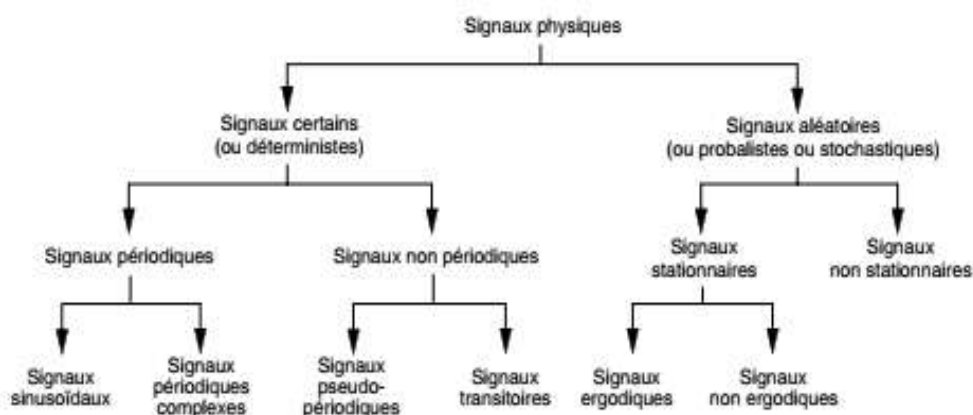 Signaux physiques
Signaux certains
(ou déterministes)
Signaux aléatoires
(ou probalistes ou stochastiques)
Signaux périodiques
Signaux non périodiques
Signaux
stationnaires
Signaux
non stationnaires
Signaux
sinusoïdaux
Signaux
périodiques
complexes
Signaux
pseudo-
périodiques
Signaux
transitoires
Signaux
ergodiques
Signaux
non ergodiques